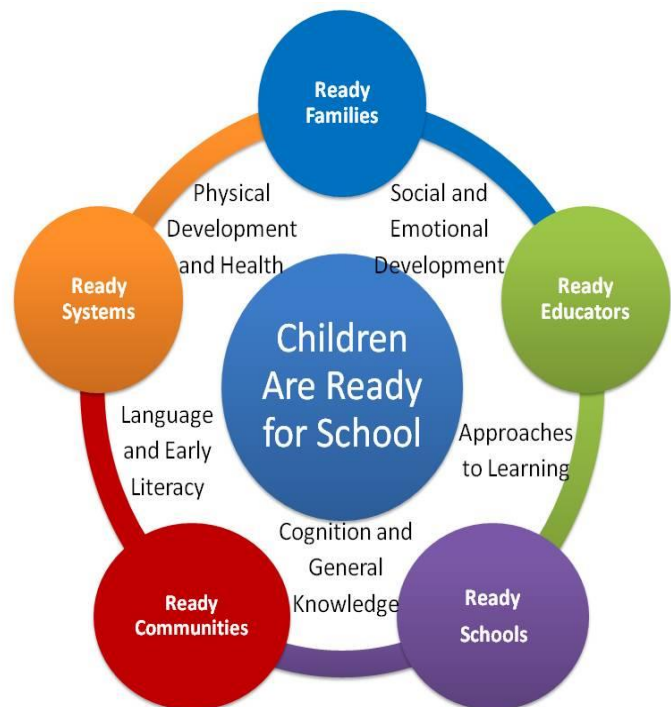 Ready
Families
Physical
Development
and Health
Social and
Emotional
Development
Ready
Systems
Ready
Educators
Children
Are Ready
for School
Language
and Early
Literacy
Approaches
to Learning
Cognition and
General
Knowledge
Ready
Communities
Ready
Schools